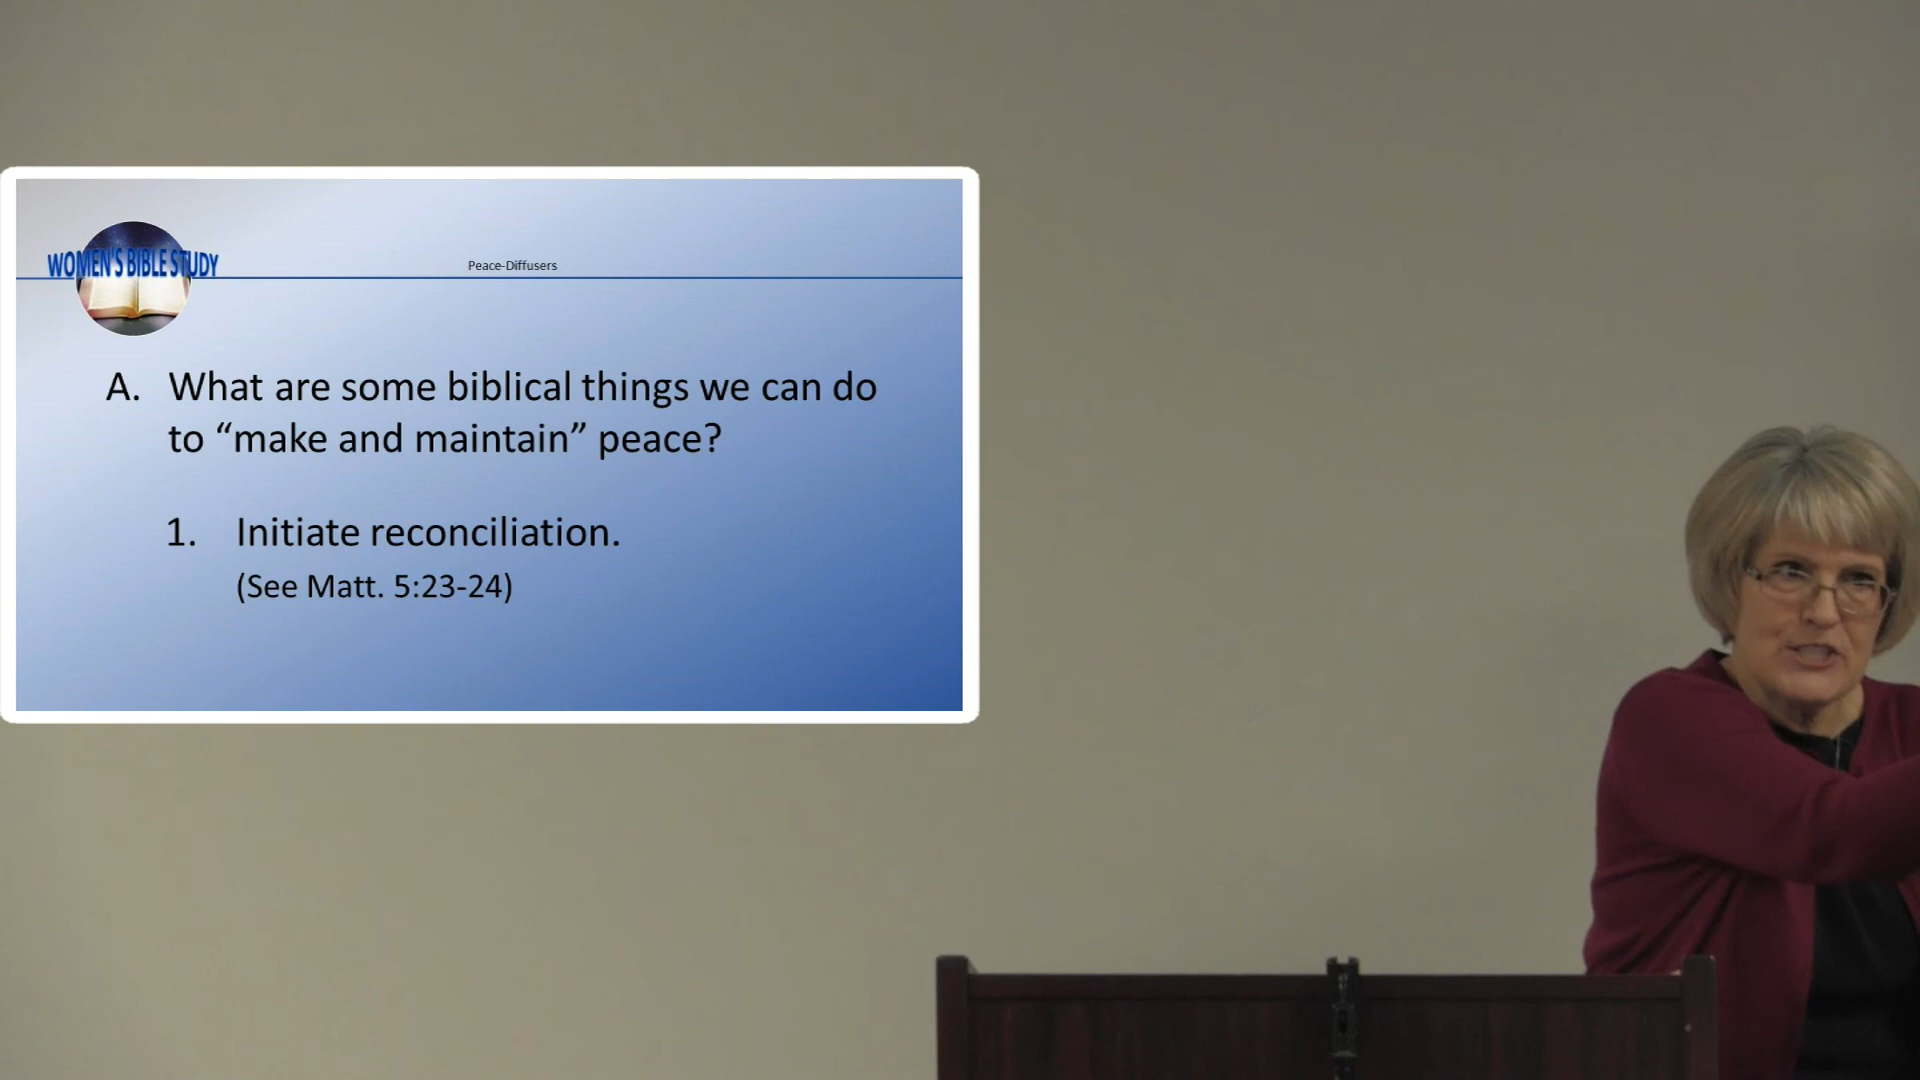 WOMEN'S BIBLE STUDY
Peace-Diffusers
A. What are some biblical things we can do
to “make and maintain” peace?
1. Initiate reconciliation.
(See Matt. 5:23-24)